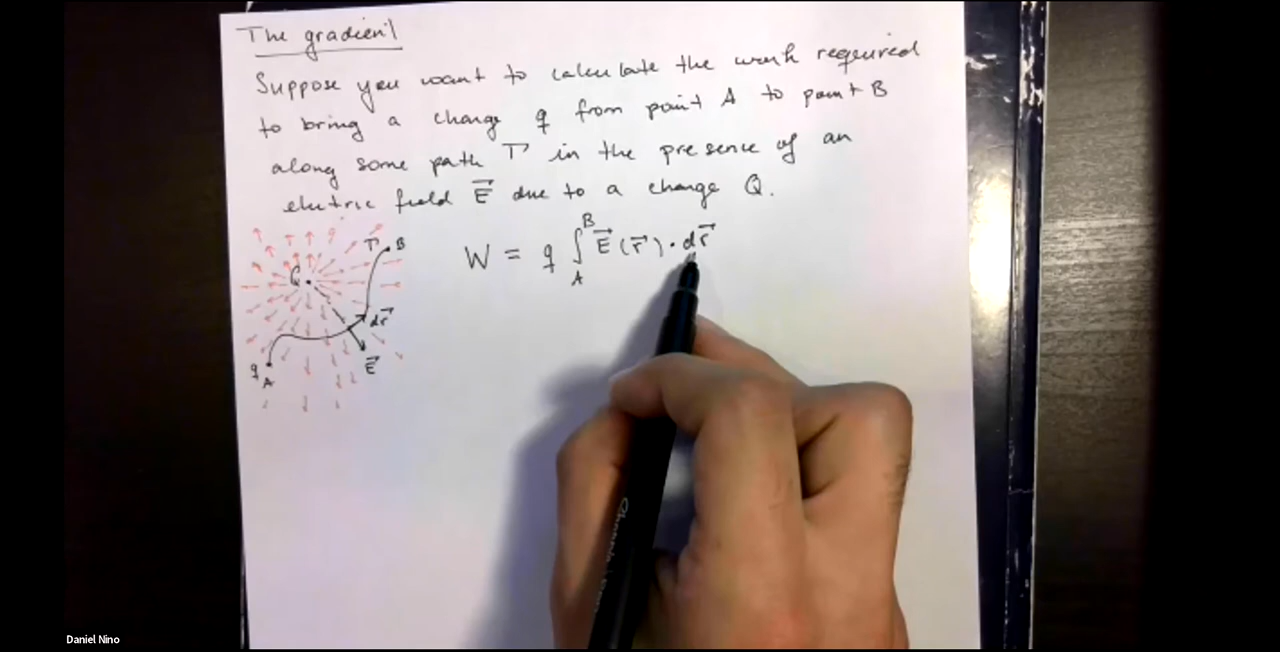 The gradient
Suppose you want to calculate the work required
to bring a charge q from point A to point B
along some path Γ in the presence of an
electric field E⃗ due to a charge Q.
W = q ∫_A^B E⃗(r⃗) · dr⃗
Γ B
Q
dr⃗
E⃗
q A
Daniel Nino